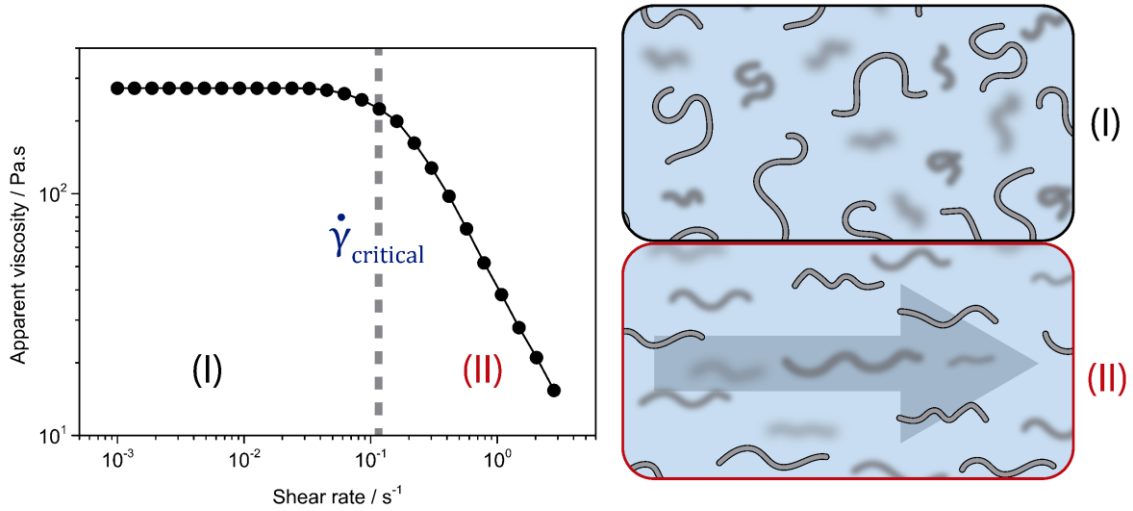 Apparent viscosity / Pa.s
10²
10¹
γ̇critical
(I)
(II)
10⁻³
10⁻²
10⁻¹
10⁰
Shear rate / s⁻¹
(I)
(II)